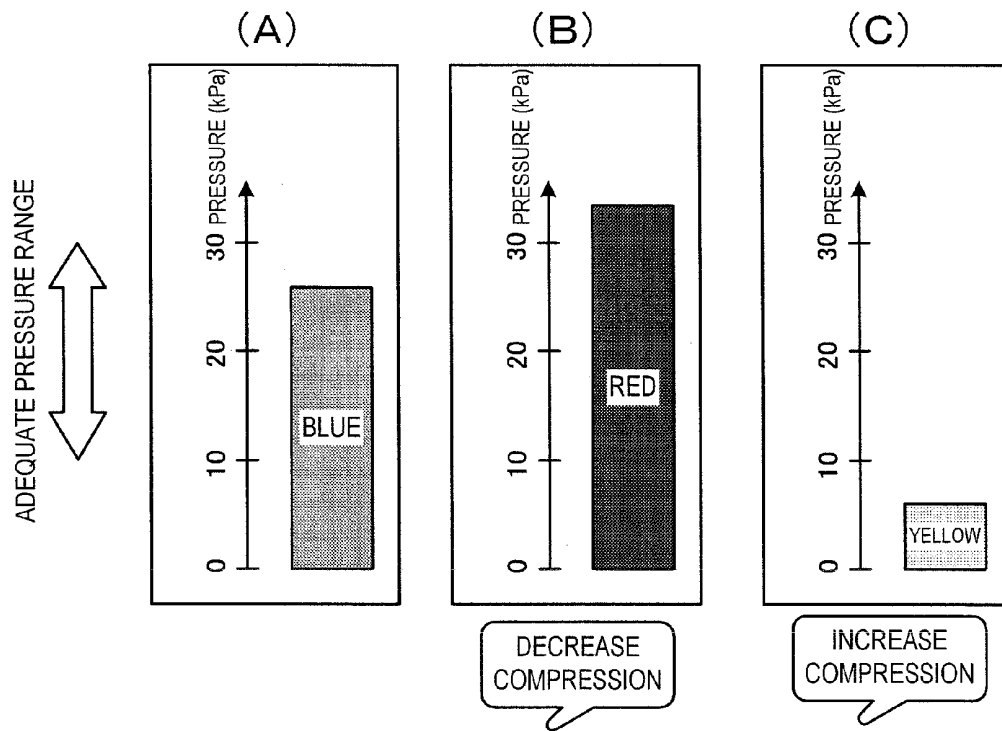 (A)
(B)
(C)
ADEQUATE PRESSURE RANGE
PRESSURE (kPa)
30
20
10
0
BLUE
PRESSURE (kPa)
30
20
10
0
RED
PRESSURE (kPa)
30
20
10
0
YELLOW
DECREASE
COMPRESSION
INCREASE
COMPRESSION